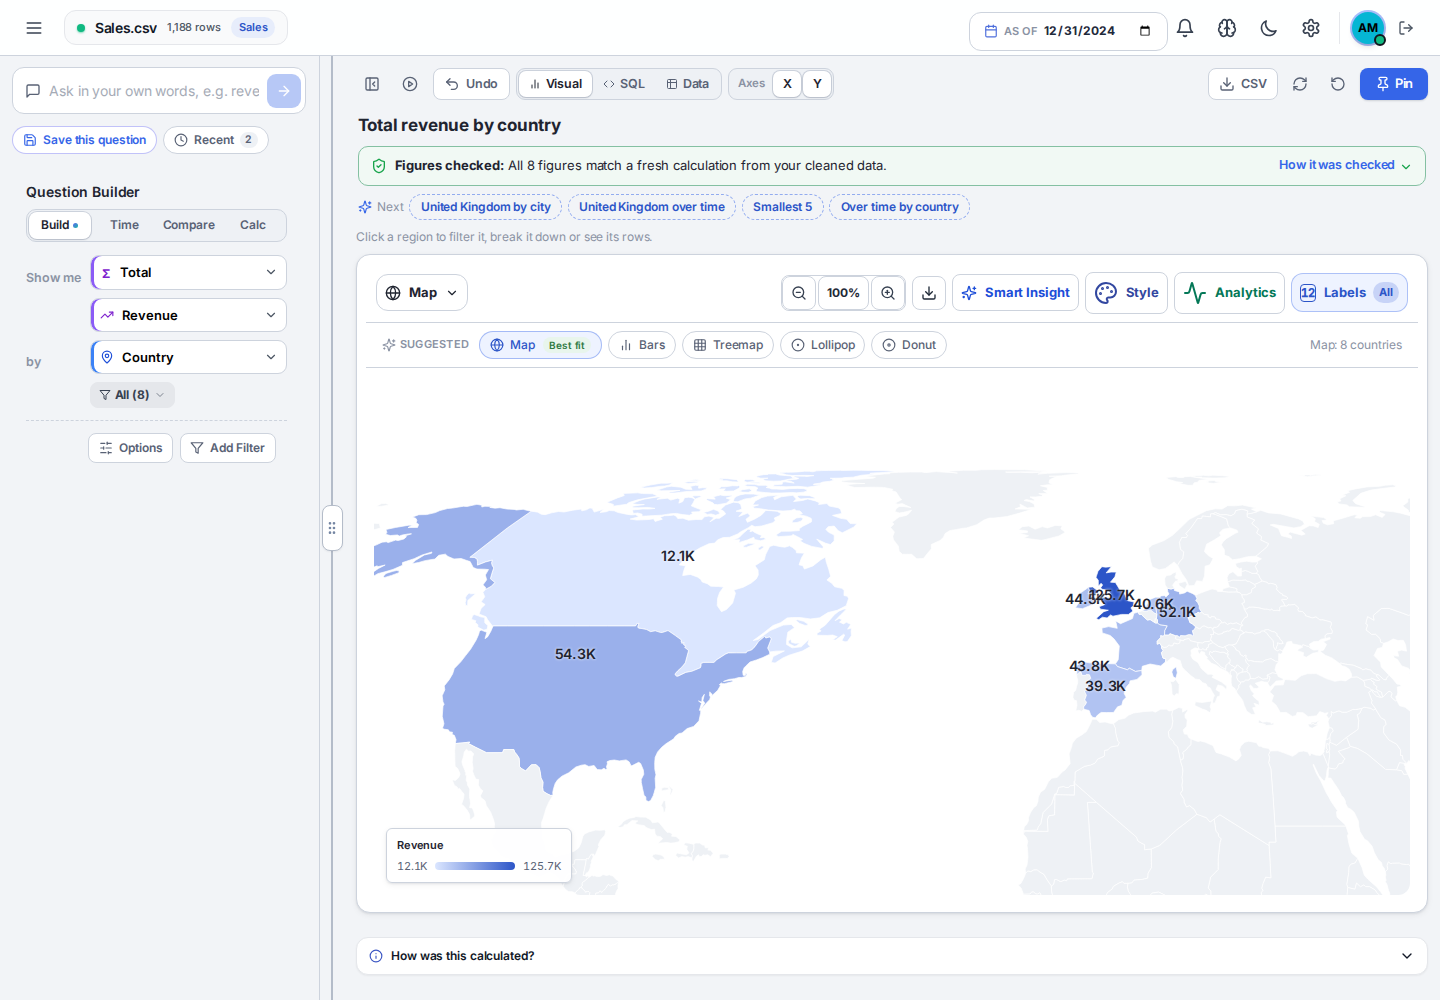 Sales.csv 1,188 rows Sales
AS OF 12/31/2024
AM
Ask in your own words, e.g. reve
Save this question
Recent 2
Question Builder
Build Time Compare Calc
Show me Σ Total
Revenue
by Country
All (8)
Options Add Filter
Undo Visual SQL Data Axes X Y CSV Pin
Total revenue by country
Figures checked: All 8 figures match a fresh calculation from your cleaned data. How it was checked
Next United Kingdom by city United Kingdom over time Smallest 5 Over time by country
Click a region to filter it, break it down or see its rows.
Map 100% Smart Insight Style Analytics 12 Labels All
SUGGESTED Map Best fit Bars Treemap Lollipop Donut Map: 8 countries
12.1K
54.3K
125.7K
44.5K
40.6K
52.1K
43.8K
39.3K
Revenue
12.1K 125.7K
How was this calculated?